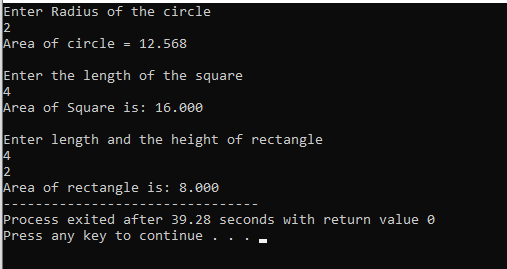 Enter Radius of the circle
2
Area of circle = 12.568
Enter the length of the square
4
Area of Square is: 16.000
Enter length and the height of rectangle
4
2
Area of rectangle is: 8.000
--------------------------------
Process exited after 39.28 seconds with return value 0
Press any key to continue . . .